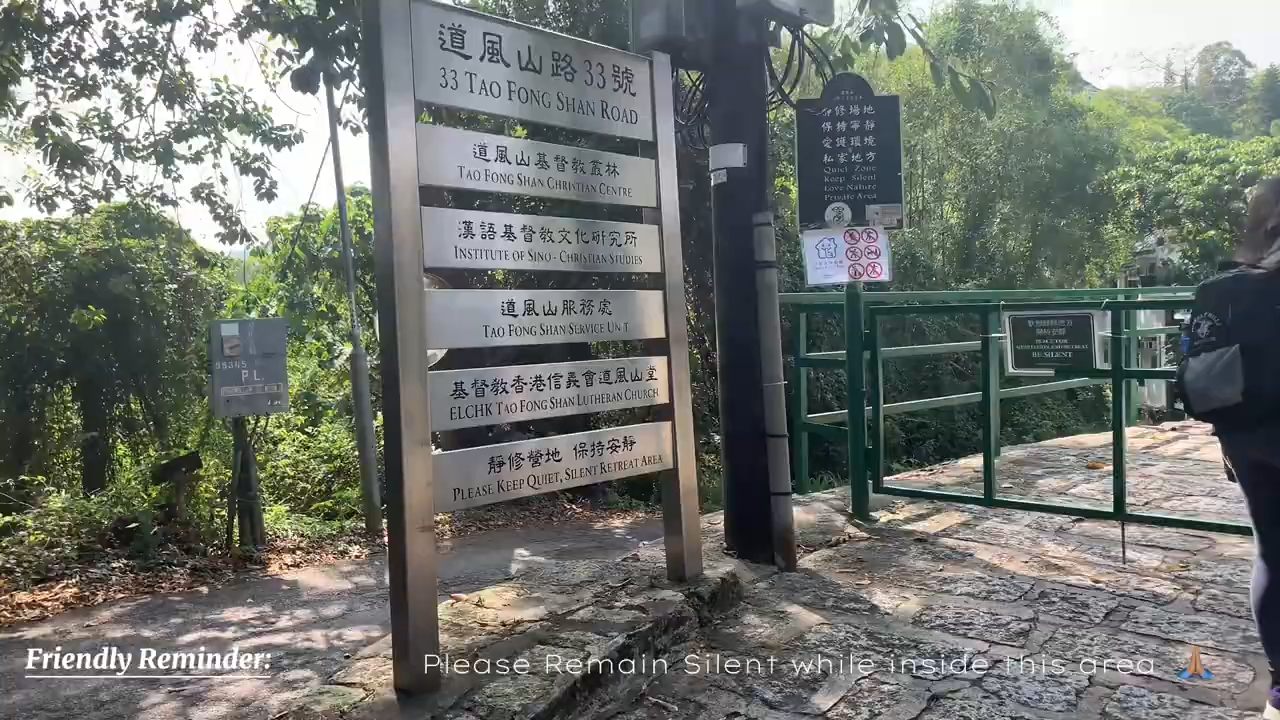 道風山路33號
33 TAO FONG SHAN ROAD
道風山基督教叢林
TAO FONG SHAN CHRISTIAN CENTRE
漢語基督教文化研究所
INSTITUTE OF SINO-CHRISTIAN STUDIES
道風山服務處
TAO FONG SHAN SERVICE UNIT
基督教香港信義會道風山堂
ELCHK TAO FONG SHAN LUTHERAN CHURCH
靜修營地 保持安靜
PLEASE KEEP QUIET, SILENT RETREAT AREA
靜修場地
保持寧靜
愛護環境
私家地方
Quiet Zone
Keep Silent
Love Nature
Private Area
BE SILENT
PL
Friendly Reminder:
Please Remain Silent while inside this area 🙏